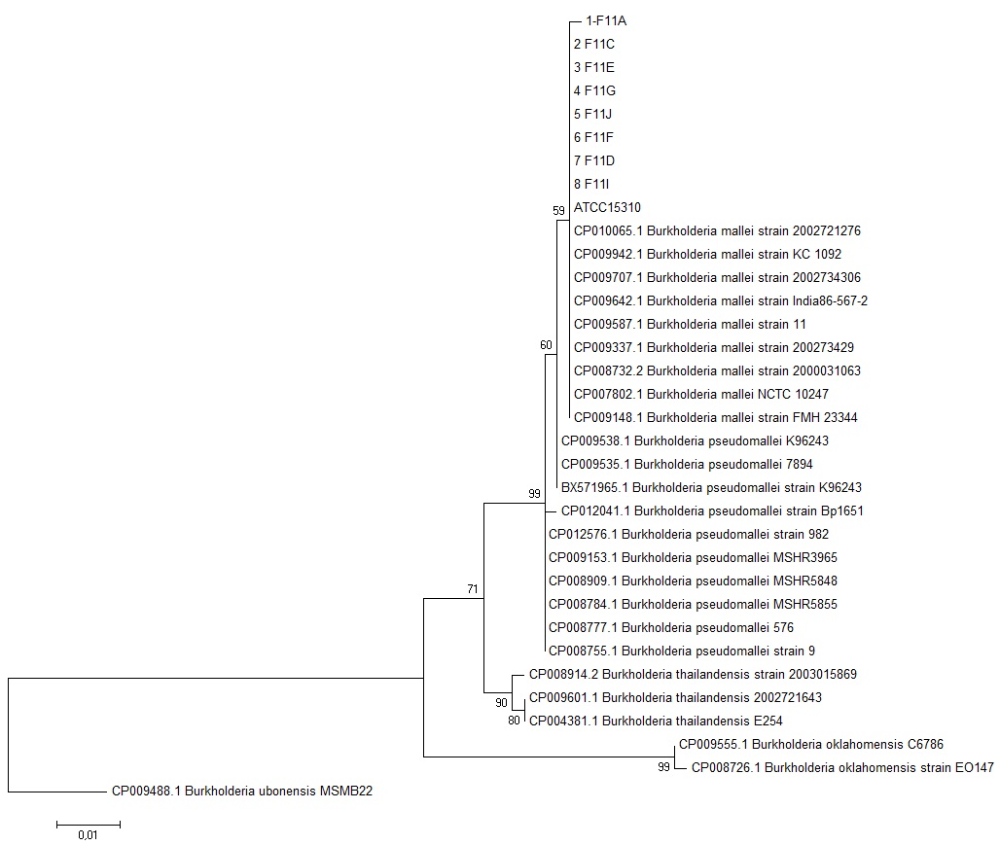 1-F11A
2 F11C
3 F11E
4 F11G
5 F11J
6 F11F
7 F11D
8 F11I
ATCC15310
59
CP010065.1 Burkholderia mallei strain 2002721276
CP009942.1 Burkholderia mallei strain KC 1092
CP009707.1 Burkholderia mallei strain 2002734306
CP009642.1 Burkholderia mallei strain India86-567-2
CP009587.1 Burkholderia mallei strain 11
60
CP009337.1 Burkholderia mallei strain 200273429
CP008732.2 Burkholderia mallei strain 2000031063
CP007802.1 Burkholderia mallei NCTC 10247
CP009148.1 Burkholderia mallei strain FMH 23344
CP009538.1 Burkholderia pseudomallei K96243
CP009535.1 Burkholderia pseudomallei 7894
BX571965.1 Burkholderia pseudomallei strain K96243
99
CP012041.1 Burkholderia pseudomallei strain Bp1651
CP012576.1 Burkholderia pseudomallei strain 982
CP009153.1 Burkholderia pseudomallei MSHR3965
CP008909.1 Burkholderia pseudomallei MSHR5848
71
CP008784.1 Burkholderia pseudomallei MSHR5855
CP008777.1 Burkholderia pseudomallei 576
CP008755.1 Burkholderia pseudomallei strain 9
CP008914.2 Burkholderia thailandensis strain 2003015869
90
CP009601.1 Burkholderia thailandensis 2002721643
80
CP004381.1 Burkholderia thailandensis E254
CP009555.1 Burkholderia oklahomensis C6786
99
CP008726.1 Burkholderia oklahomensis strain EO147
CP009488.1 Burkholderia ubonensis MSMB22
0,01